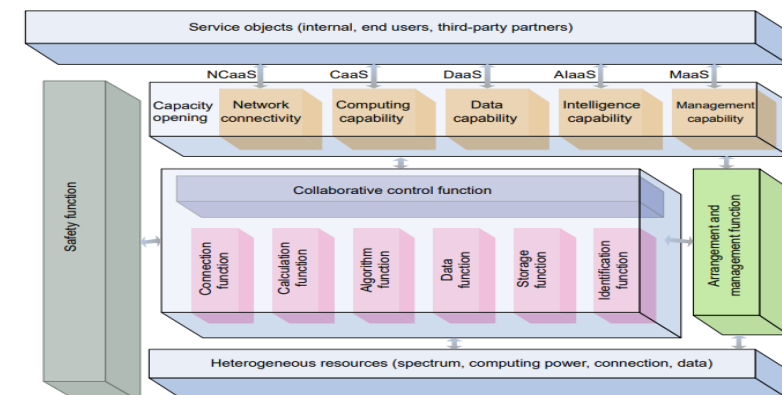 Service objects (internal, end users, third-party partners)
NCaaS CaaS DaaS AIaaS MaaS
Capacity
opening
Network
connectivity
Computing
capability
Data
capability
Intelligence
capability
Management
capability
Safety function
Collaborative control function
Connection
function
Calculation
function
Algorithm
function
Data
function
Storage
function
Identification
function
Arrangement and
management function
Heterogeneous resources (spectrum, computing power, connection, data)